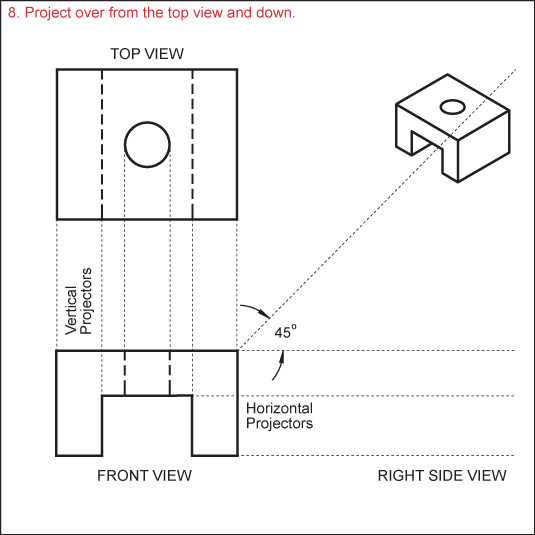 8. Project over from the top view and down.
TOP VIEW
Vertical
Projectors
45°
Horizontal
Projectors
FRONT VIEW
RIGHT SIDE VIEW